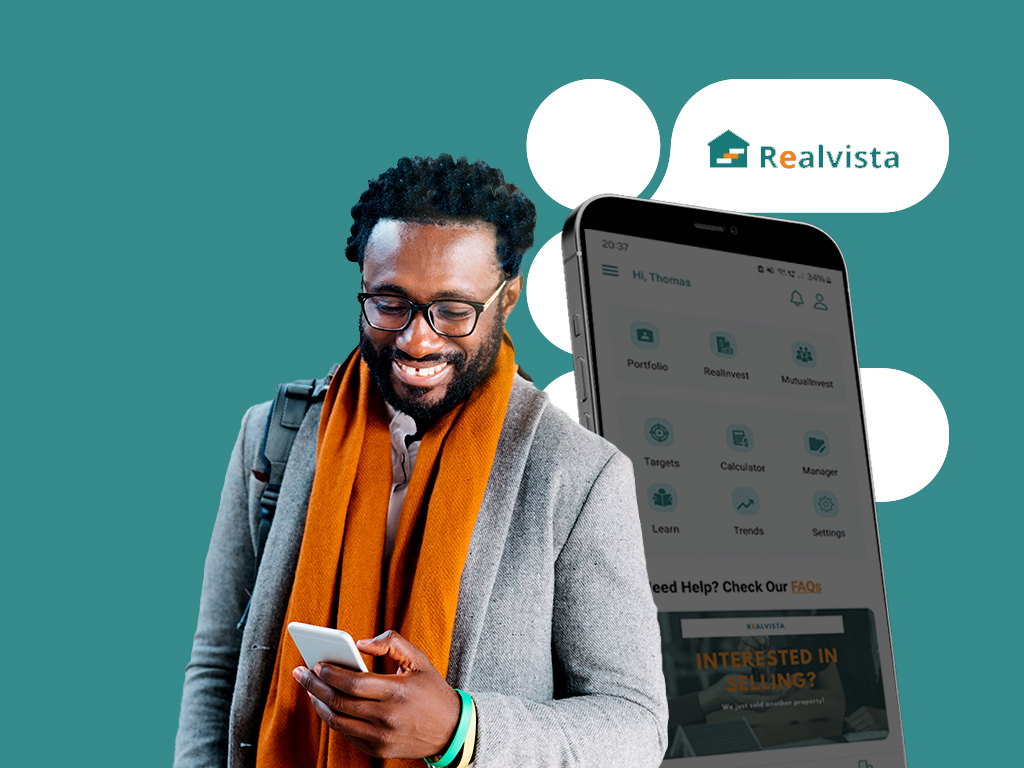 Realvista
20:37
34%
Hi, Thomas
Portfolio
RealInvest
MutualInvest
Targets
Calculator
Manager
Learn
Trends
Settings
eed Help? Check Our FAQs
REALVISTA
INTERESTED IN
SELLING?
We just sold another property!